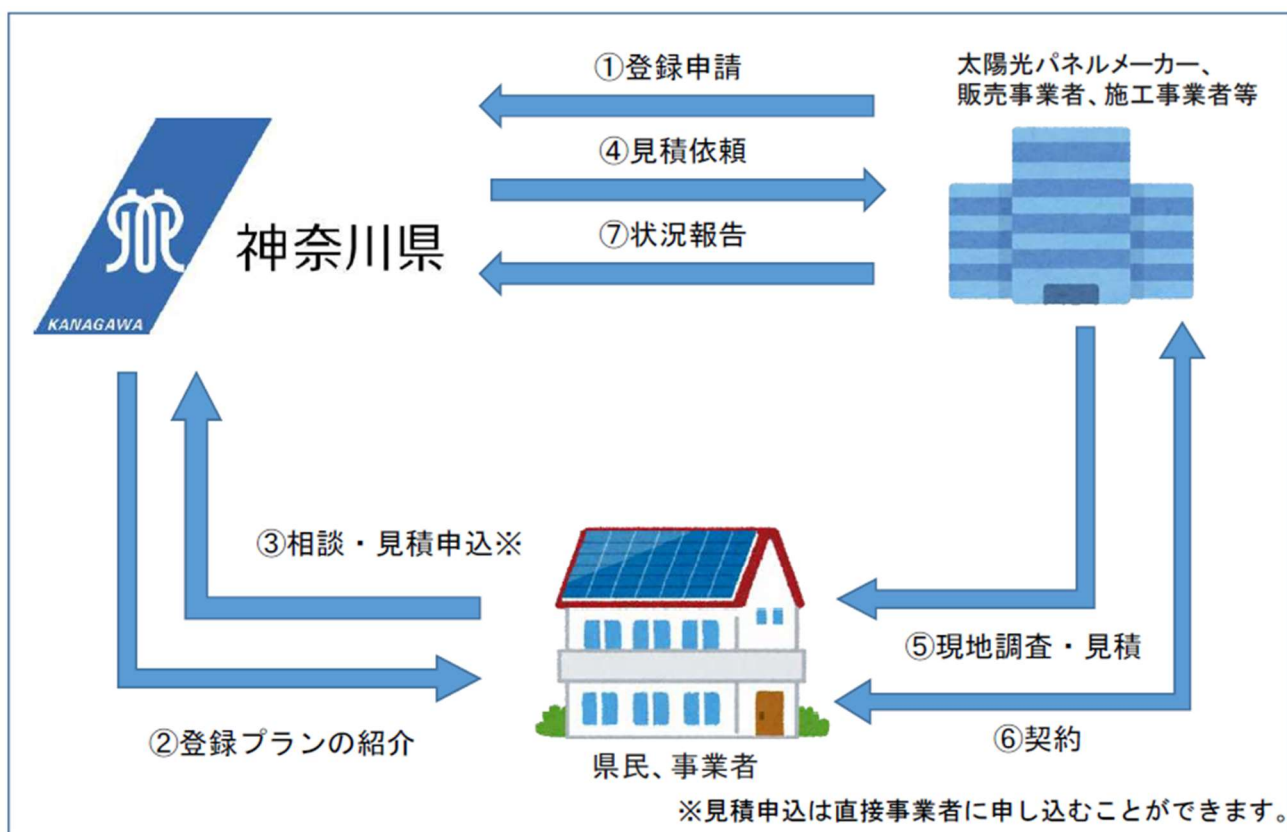 ①登録申請
太陽光パネルメーカー、
販売事業者、施工事業者等
④見積依頼
⑦状況報告
神奈川県
KANAGAWA
③相談・見積申込※
⑤現地調査・見積
②登録プランの紹介
⑥契約
県民、事業者
※見積申込は直接事業者に申し込むことができます。